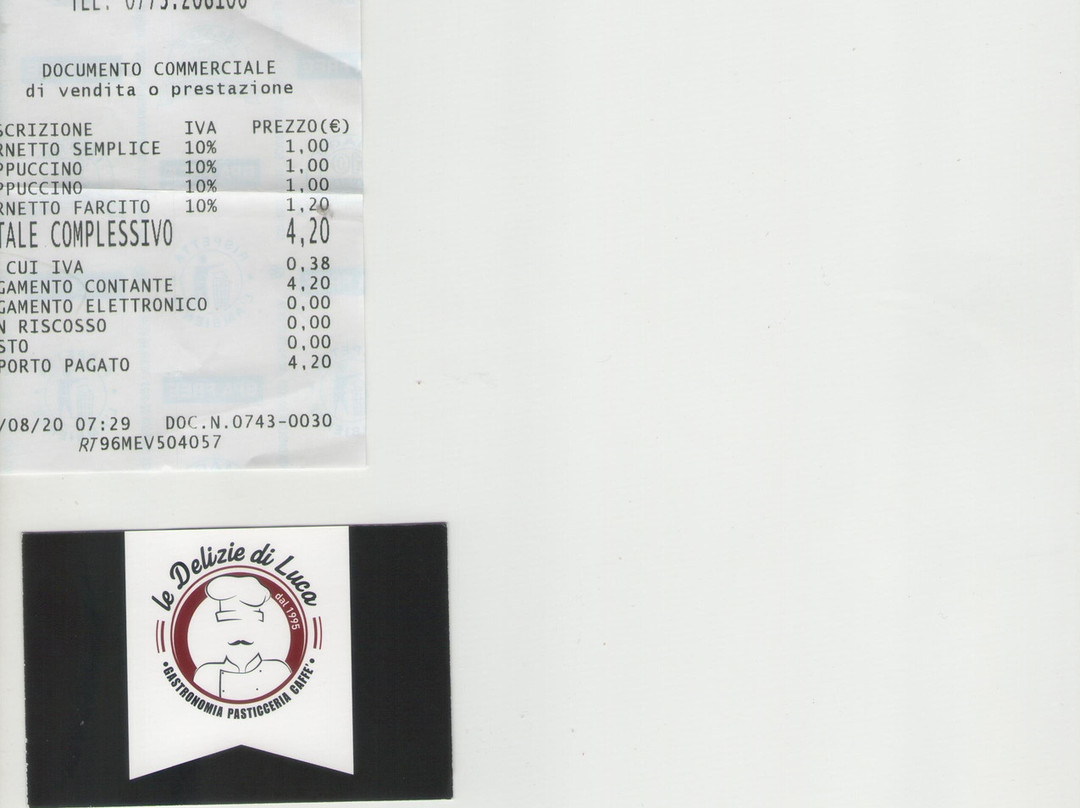 TEL. 0775.208106
DOCUMENTO COMMERCIALE
di vendita o prestazione
SCRIZIONE IVA PREZZO(€)
RNETTO SEMPLICE 10% 1,00
PPUCCINO 10% 1,00
PPUCCINO 10% 1,00
RNETTO FARCITO 10% 1,20
TALE COMPLESSIVO 4,20
CUI IVA 0,38
GAMENTO CONTANTE 4,20
GAMENTO ELETTRONICO 0,00
N RISCOSSO 0,00
STO 0,00
PORTO PAGATO 4,20
/08/20 07:29 DOC.N.0743-0030
RT96MEV504057
le Delizie di Luca
dal 1995
•GASTRONOMIA PASTICCERIA CAFFE'•